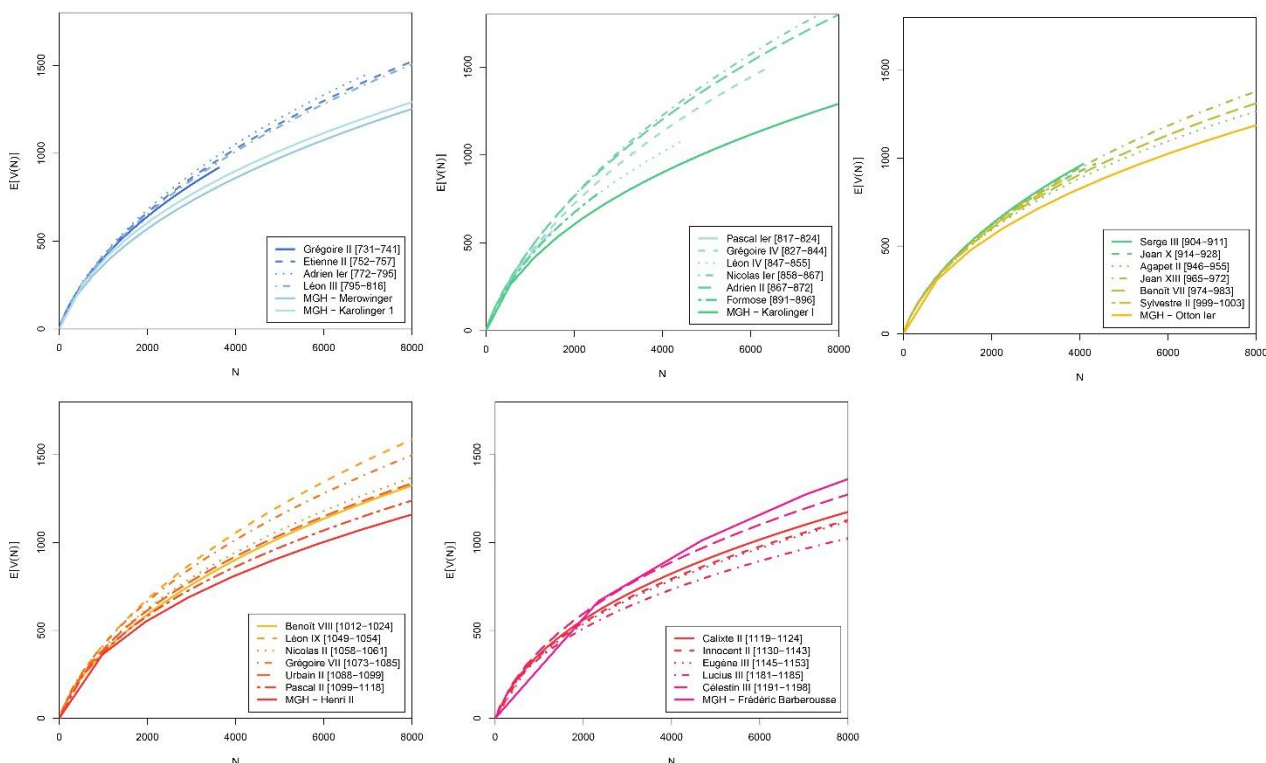 E[V(N)]
1500
1000
500
0
Grégoire II [731–741]
Etienne II [752–757]
Adrien Ier [772–795]
Léon III [795–816]
MGH – Merowinger
MGH – Karolinger 1
0 2000 4000 6000 8000
N
E[V(N)]
1500
1000
500
0
Pascal Ier [817–824]
Grégoire IV [827–844]
Léon IV [847–855]
Nicolas Ier [858–867]
Adrien II [867–872]
Formose [891–896]
MGH – Karolinger I
0 2000 4000 6000 8000
N
E[V(N)]
1500
1000
500
0
Serge III [904–911]
Jean X [914–928]
Agapet II [946–955]
Jean XIII [965–972]
Benoît VII [974–983]
Sylvestre II [999–1003]
MGH – Otton Ier
0 2000 4000 6000 8000
N
E[V(N)]
1500
1000
500
0
Benoît VIII [1012–1024]
Léon IX [1049–1054]
Nicolas II [1058–1061]
Grégoire VII [1073–1085]
Urbain II [1088–1099]
Pascal II [1099–1118]
MGH – Henri II
0 2000 4000 6000 8000
N
E[V(N)]
1500
1000
500
0
Calixte II [1119–1124]
Innocent II [1130–1143]
Eugène III [1145–1153]
Lucius III [1181–1185]
Célestin III [1191–1198]
MGH – Frédéric Barberousse
0 2000 4000 6000 8000
N